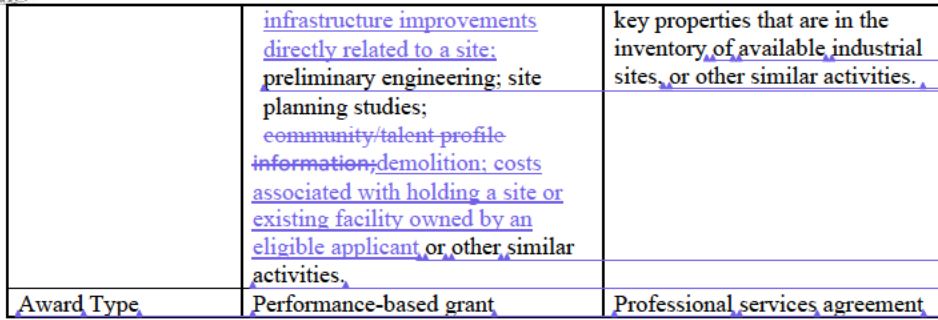 infrastructure improvements
directly related to a site;
preliminary engineering; site
planning studies;
community/talent profile
information;demolition; costs
associated with holding a site or
existing facility owned by an
eligible applicant or other similar
activities.
key properties that are in the
inventory of available industrial
sites, or other similar activities.
Award Type
Performance-based grant
Professional services agreement